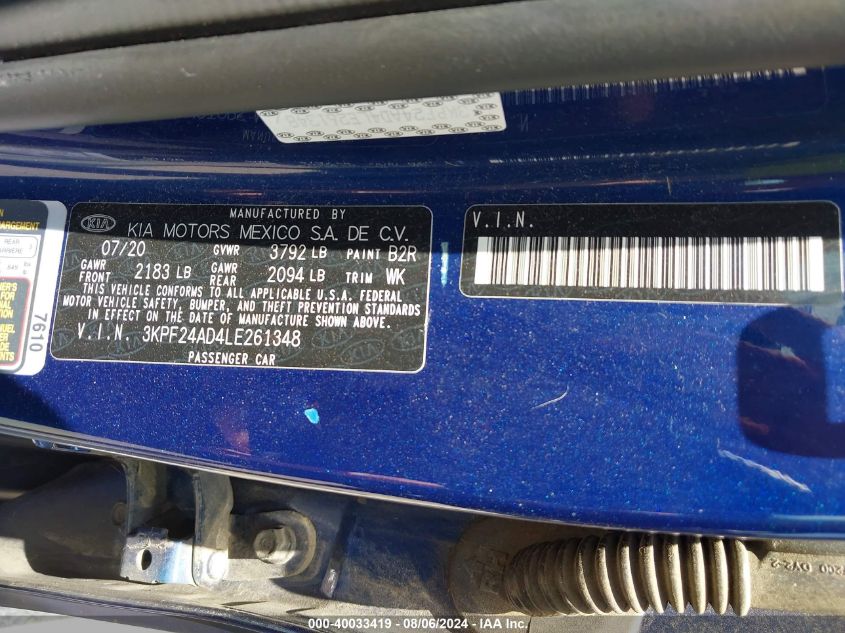 KIA
MANUFACTURED BY
KIA MOTORS MEXICO S.A. DE C.V.
07/20 GVWR 3792 LB PAINT B2R
GAWR FRONT 2183 LB GAWR REAR 2094 LB TRIM WK
THIS VEHICLE CONFORMS TO ALL APPLICABLE U.S.A. FEDERAL
MOTOR VEHICLE SAFETY, BUMPER, AND THEFT PREVENTION STANDARDS
IN EFFECT ON THE DATE OF MANUFACTURE SHOWN ABOVE.
V.I.N. 3KPF24AD4LE261348
PASSENGER CAR
V.I.N.
7610
REAR
000-40033419 - 08/06/2024 - IAA Inc.